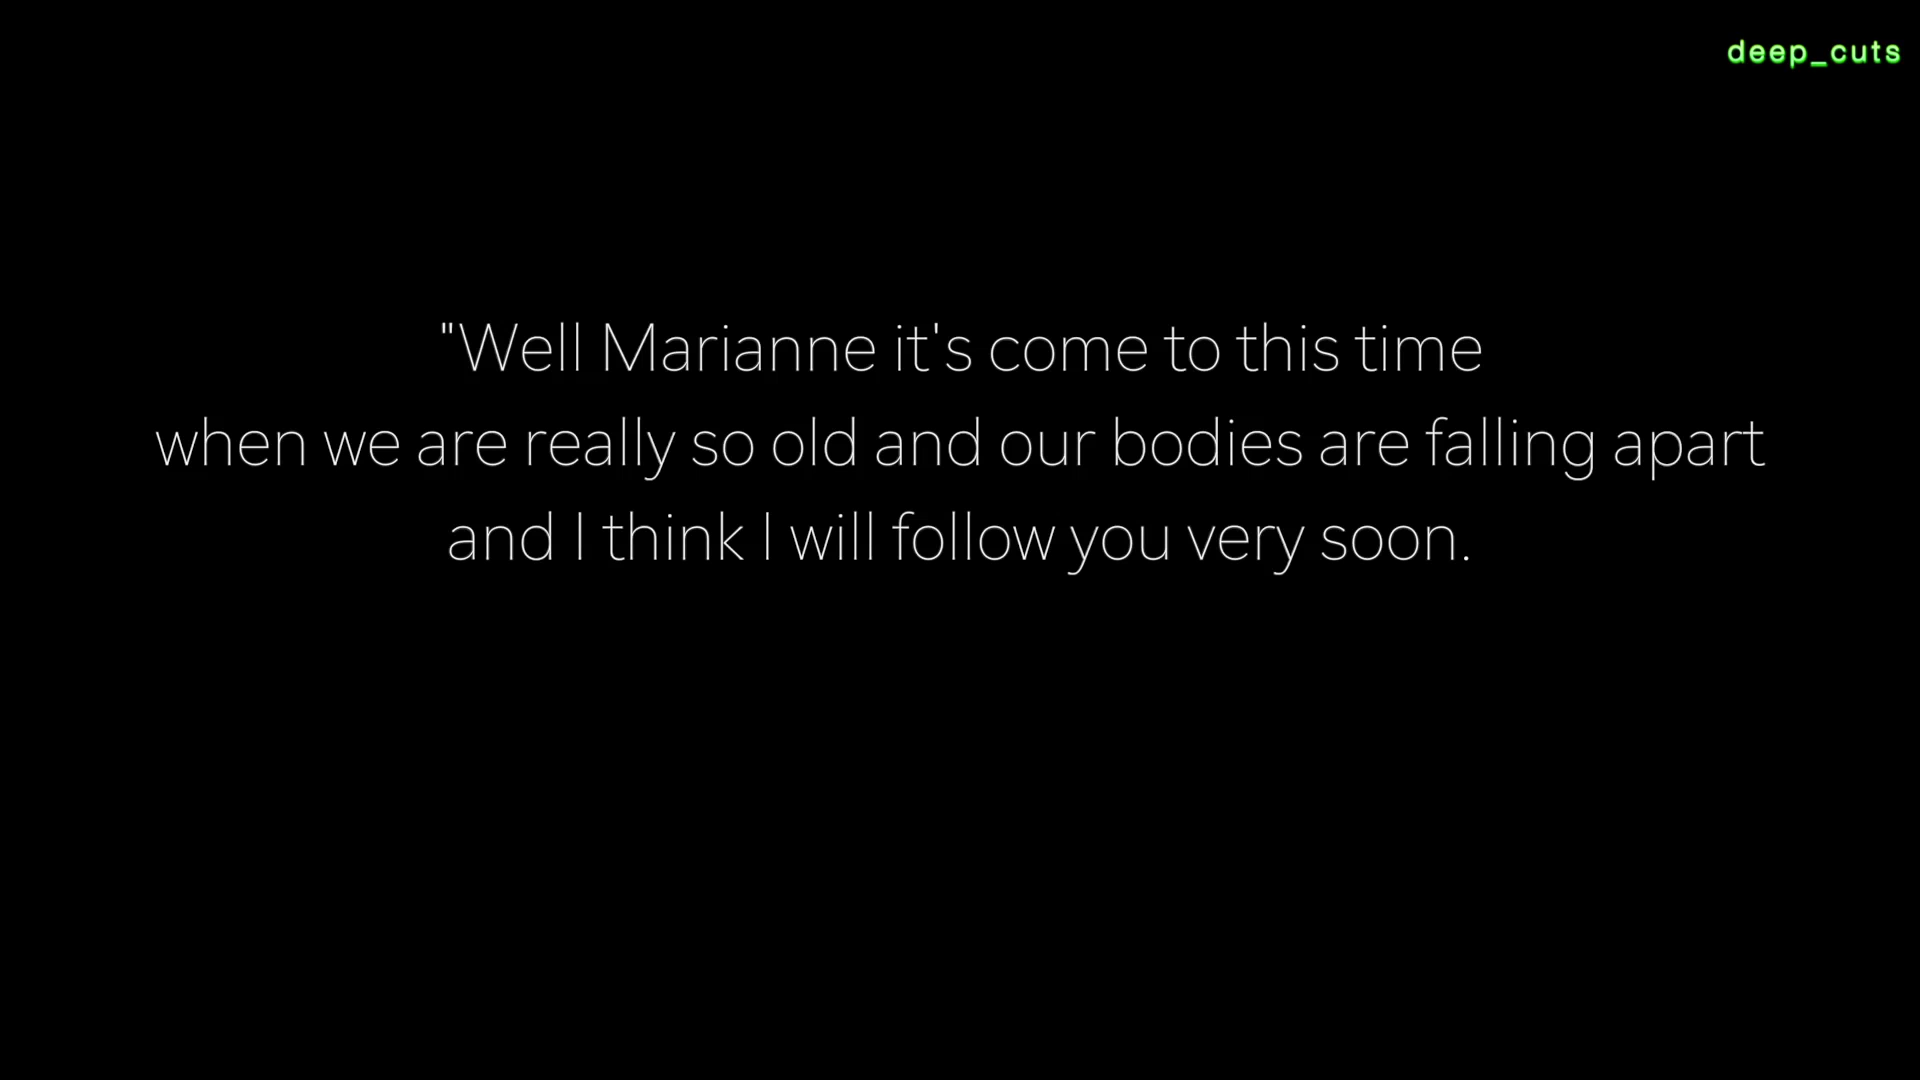 deep_cuts
"Well Marianne it's come to this time
when we are really so old and our bodies are falling apart
and I think I will follow you very soon.